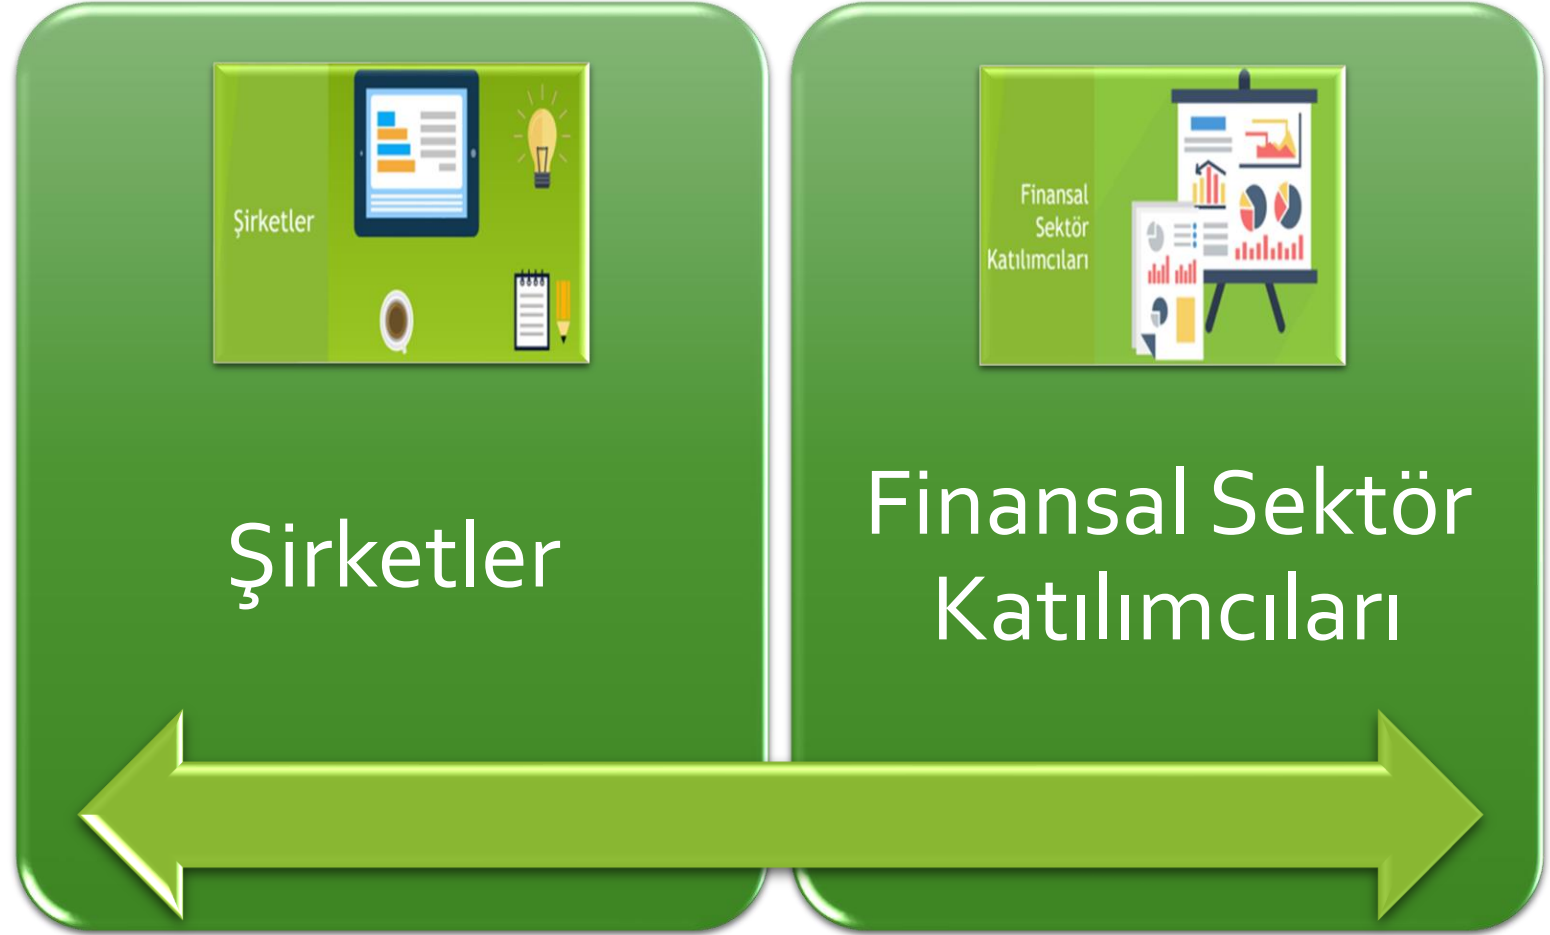 Şirketler
Finansal
Sektör
Katılımcıları
Şirketler
Finansal Sektör
Katılımcıları